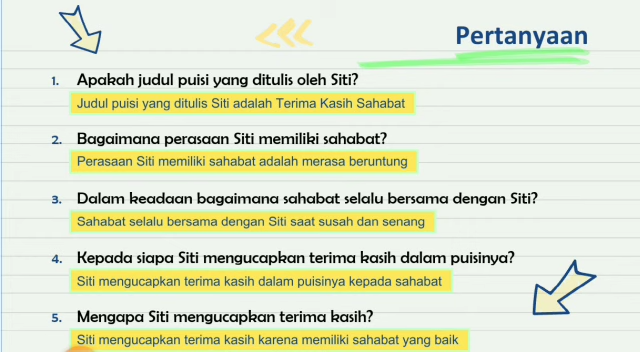 Pertanyaan
1. Apakah judul puisi yang ditulis oleh Siti?
Judul puisi yang ditulis Siti adalah Terima Kasih Sahabat
2. Bagaimana perasaan Siti memiliki sahabat?
Perasaan Siti memiliki sahabat adalah merasa beruntung
3. Dalam keadaan bagaimana sahabat selalu bersama dengan Siti?
Sahabat selalu bersama dengan Siti saat susah dan senang
4. Kepada siapa Siti mengucapkan terima kasih dalam puisinya?
Siti mengucapkan terima kasih dalam puisinya kepada sahabat
5. Mengapa Siti mengucapkan terima kasih?
Siti mengucapkan terima kasih karena memiliki sahabat yang baik